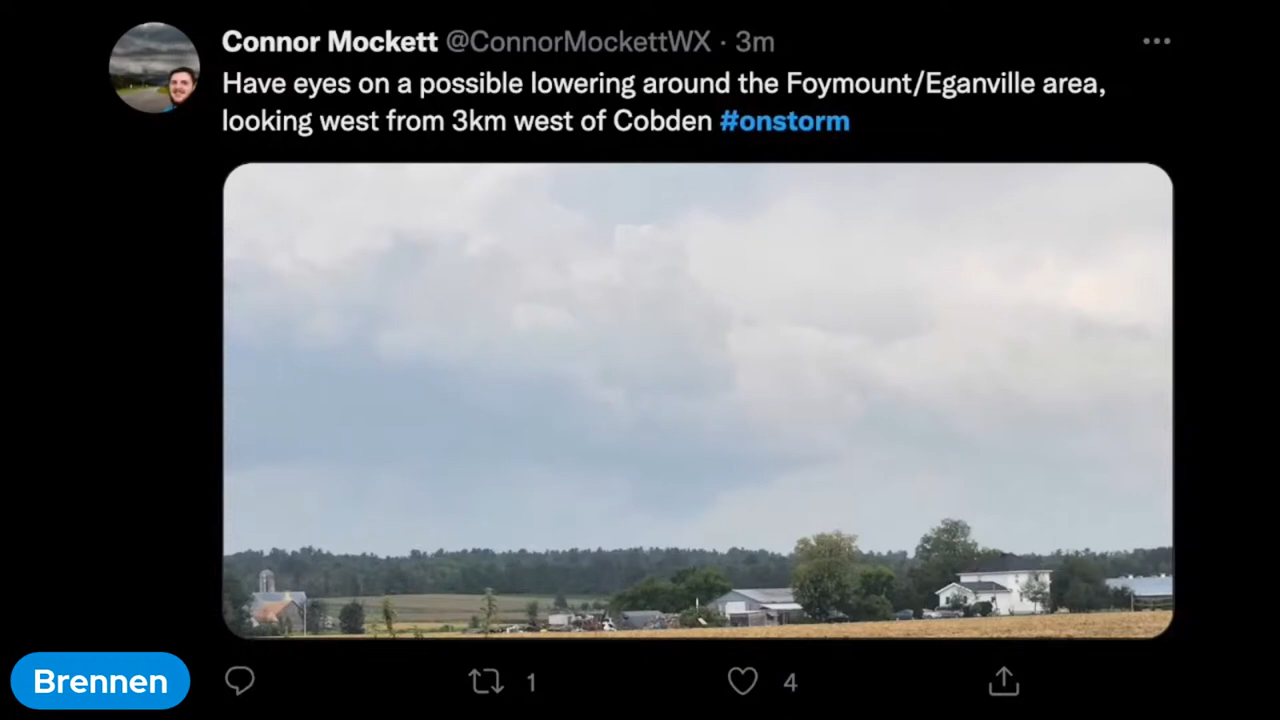 Connor Mockett @ConnorMockettWX · 3m
Have eyes on a possible lowering around the Foymount/Eganville area,
looking west from 3km west of Cobden #onstorm
1
4
Brennen